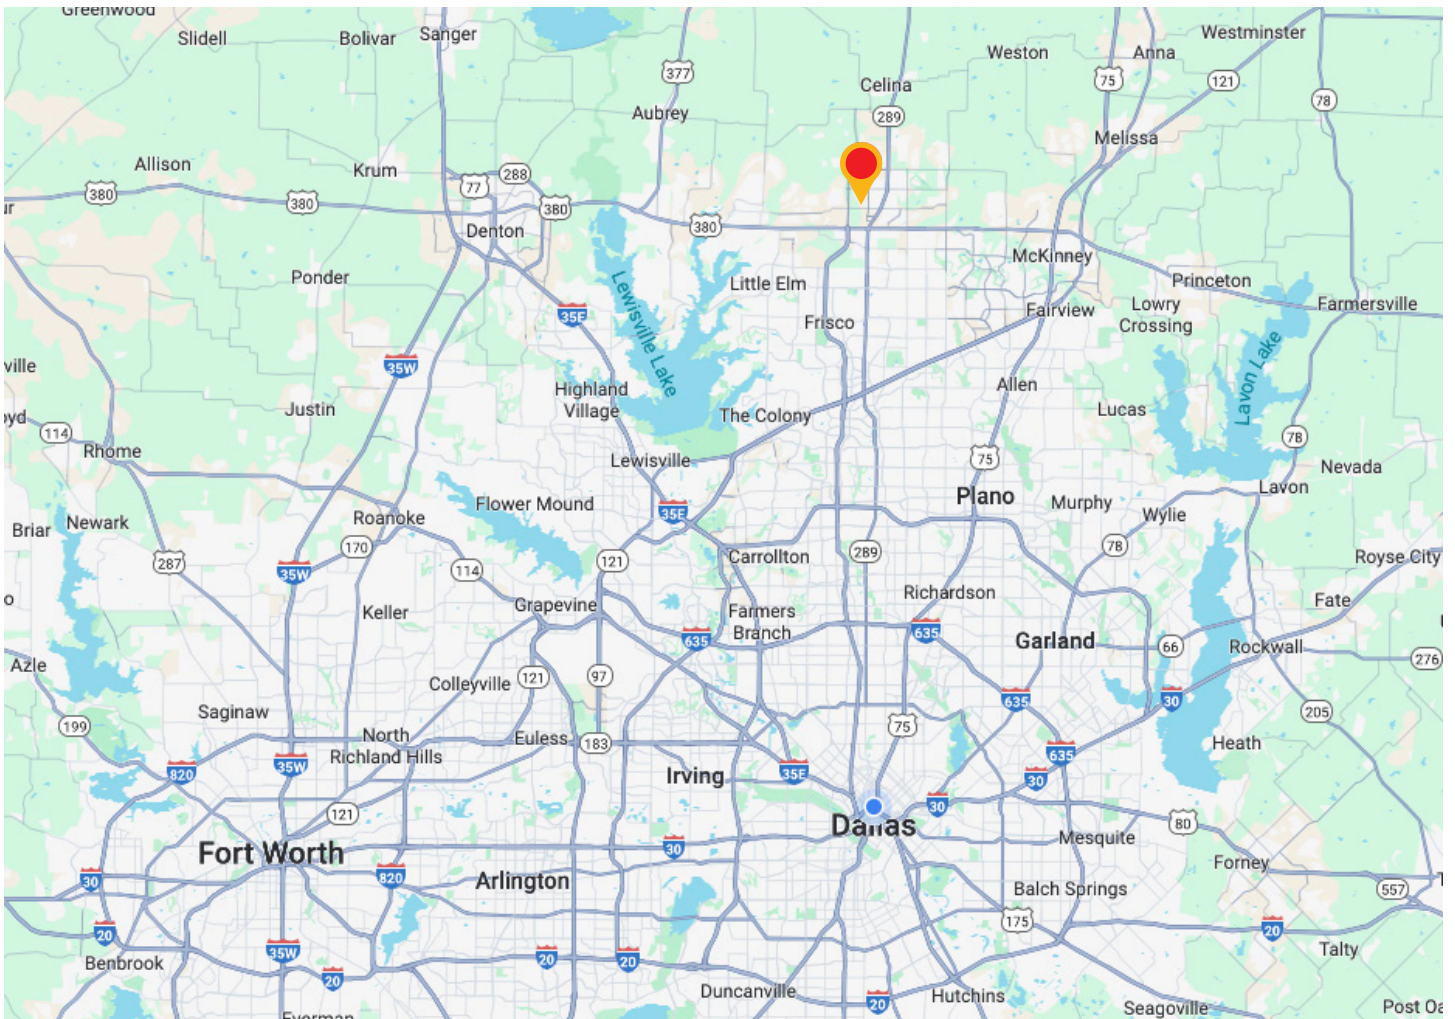 Greenwood
Slidell
Bolivar
Sanger
377
Aubrey
Celina
289
Weston
75
Anna
Westminster
121
78
Melissa
Allison
Krum
288
77
380
380
380
380
Denton
McKinney
Ponder
Little Elm
Princeton
Lewisville Lake
35E
Frisco
Fairview
Lowry
Crossing
Farmersville
ville
35W
Highland
Village
The Colony
Allen
Lucas
Lavon Lake
Justin
oyd
114
Rhome
78
Lewisville
75
Nevada
Lavon
Plano
Flower Mound
Murphy
Wylie
Briar
Newark
Roanoke
35E
170
121
Carrollton
289
78
Royse City
287
35W
114
Keller
Grapevine
Farmers
Branch
Richardson
Fate
635
635
Garland
66
Rockwall
276
Azle
Colleyville
121
97
635
30
Saginaw
199
North
Richland Hills
Euless
183
75
205
Heath
820
35W
Irving
35E
635
30
30
121
Dallas
80
Mesquite
Fort Worth
30
Forney
30
820
Arlington
Balch Springs
557
175
20
35W
20
20
20
20
Talty
Benbrook
Duncanville
20
Hutchins
Seagoville
Post Oa
Everman